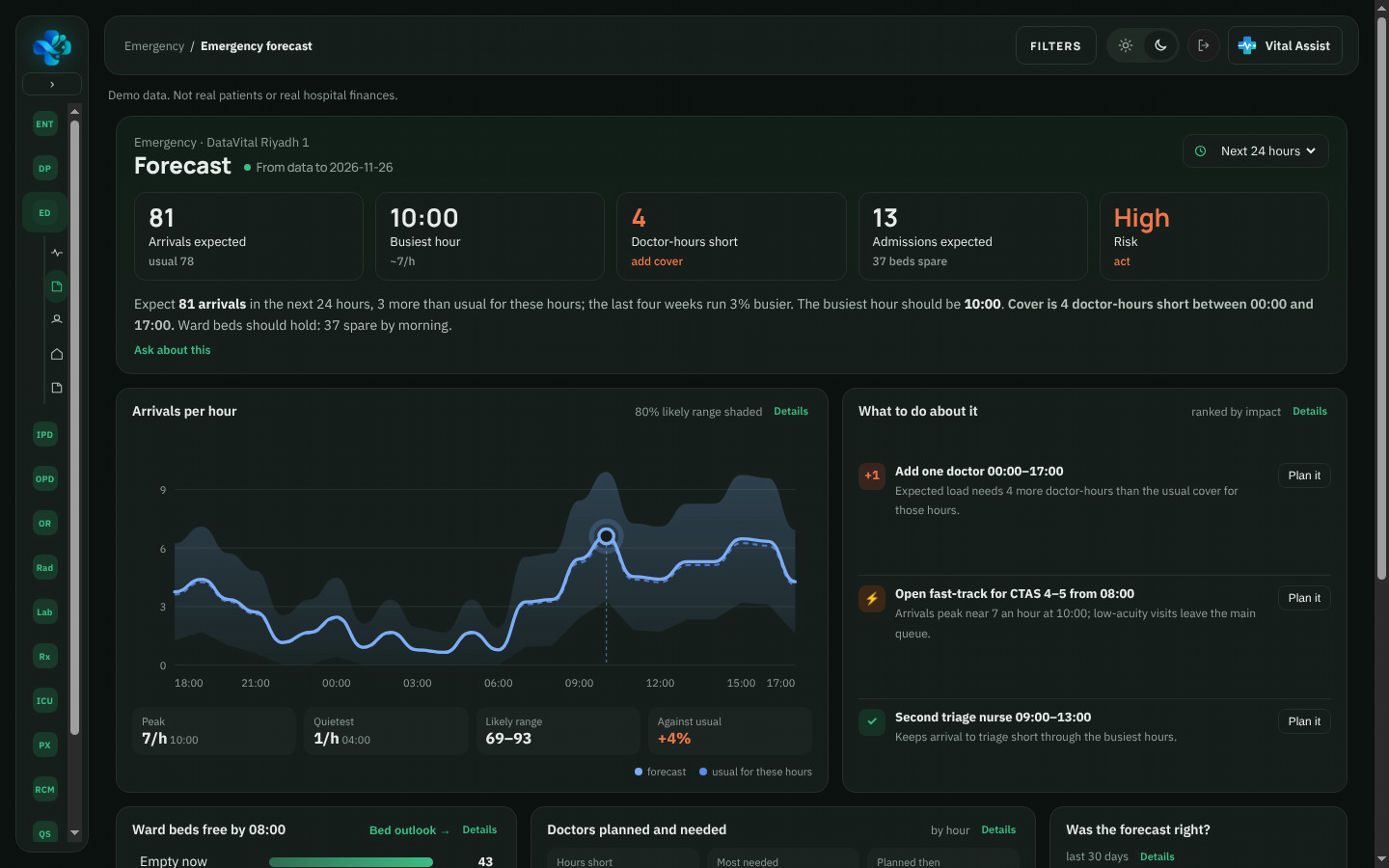 Emergency / Emergency forecast
FILTERS
Vital Assist
›
ENT
DP
ED
IPD
OPD
OR
Rad
Lab
Rx
ICU
PX
RCM
QS
Demo data. Not real patients or real hospital finances.
Emergency · DataVital Riyadh 1
Forecast
From data to 2026-11-26
Next 24 hours
81
Arrivals expected
usual 78
10:00
Busiest hour
~7/h
4
Doctor-hours short
add cover
13
Admissions expected
37 beds spare
High
Risk
act
Expect 81 arrivals in the next 24 hours, 3 more than usual for these hours; the last four weeks run 3% busier. The busiest hour should be 10:00. Cover is 4 doctor-hours short between 00:00 and
17:00. Ward beds should hold: 37 spare by morning.
Ask about this
Arrivals per hour
80% likely range shaded
Details
9
6
3
0
18:00 21:00 00:00 03:00 06:00 09:00 12:00 15:00 17:00
Peak
7/h 10:00
Quietest
1/h 04:00
Likely range
69–93
Against usual
+4%
forecast
usual for these hours
What to do about it
ranked by impact
Details
+1
Add one doctor 00:00–17:00
Expected load needs 4 more doctor-hours than the usual cover for
those hours.
Plan it
Open fast-track for CTAS 4–5 from 08:00
Arrivals peak near 7 an hour at 10:00; low-acuity visits leave the main
queue.
Plan it
Second triage nurse 09:00–13:00
Keeps arrival to triage short through the busiest hours.
Plan it
Ward beds free by 08:00
Bed outlook →
Details
Empty now
43
Doctors planned and needed
by hour
Details
Hours short
Most needed
Planned then
Was the forecast right?
last 30 days
Details